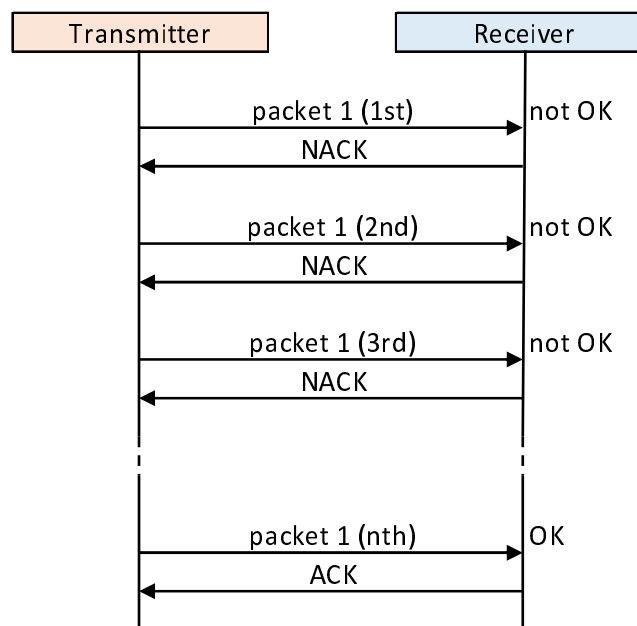 Transmitter
Receiver
packet 1 (1st)
not OK
NACK
packet 1 (2nd)
not OK
NACK
packet 1 (3rd)
not OK
NACK
packet 1 (nth)
OK
ACK